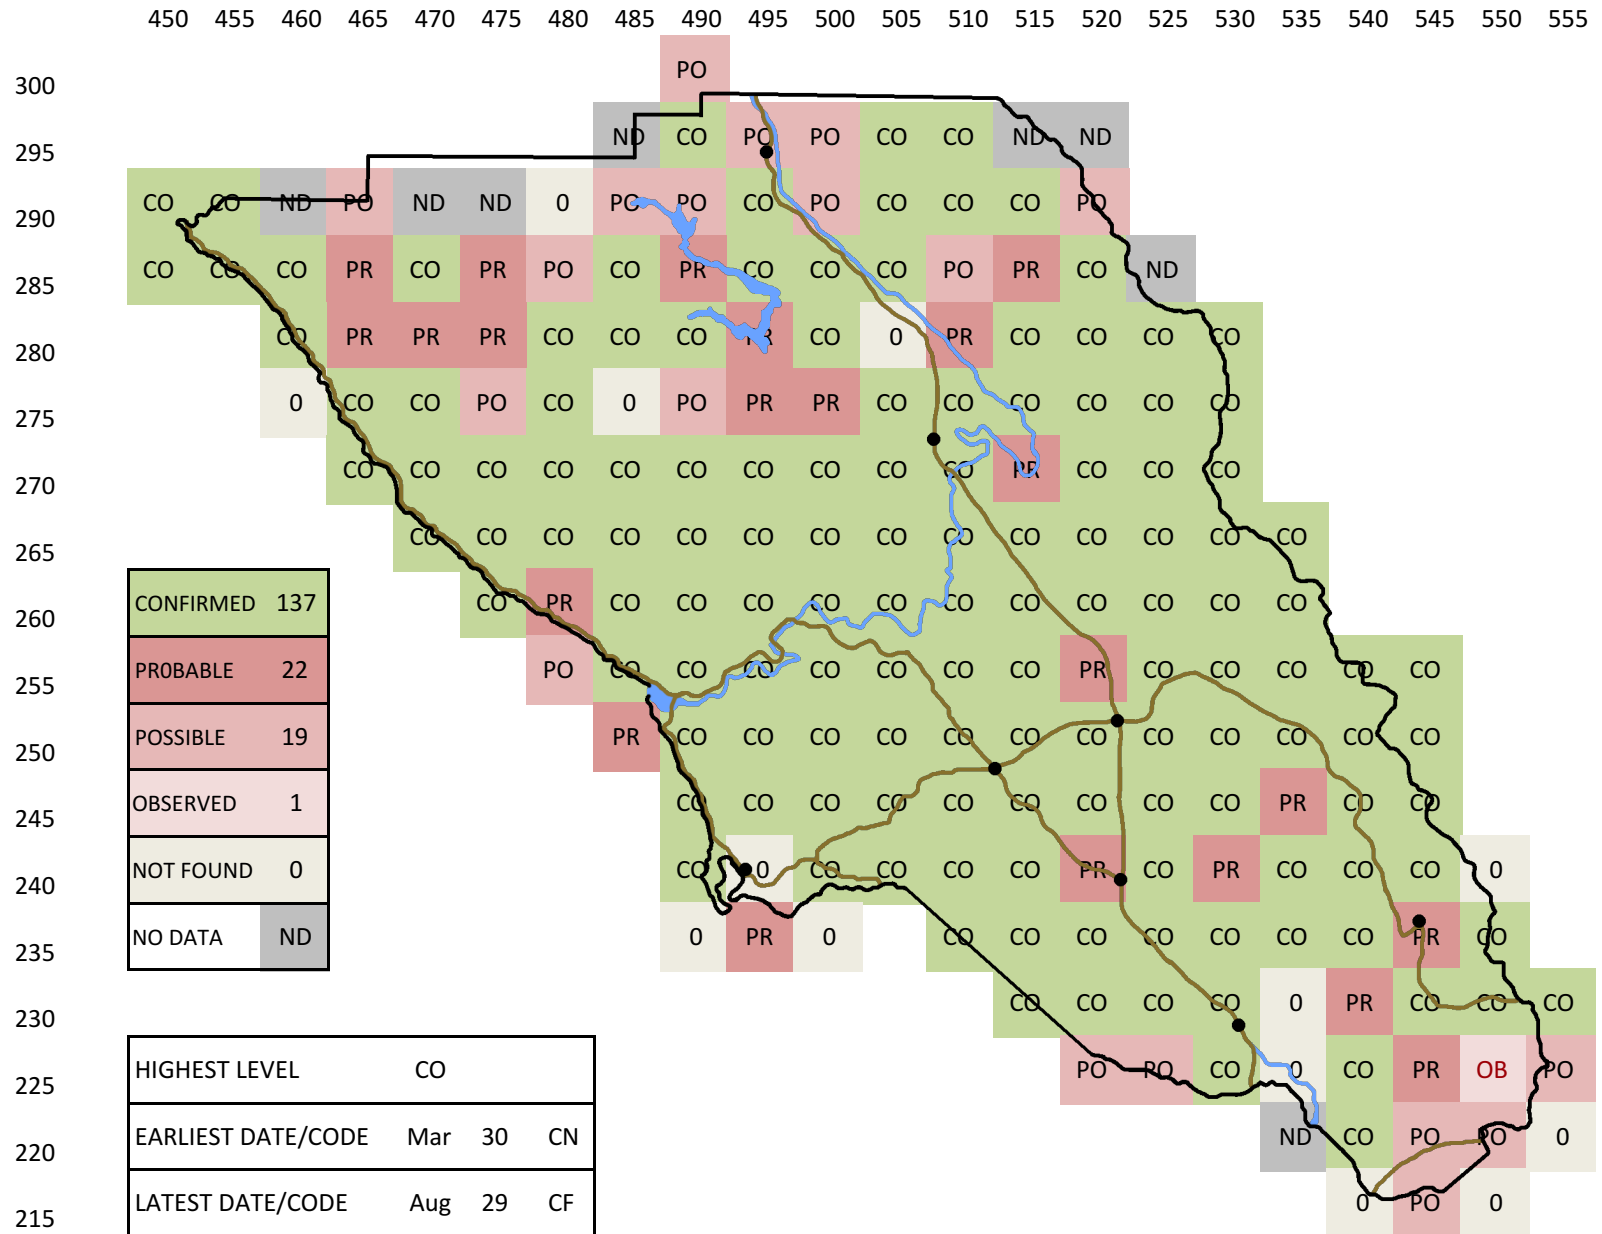 450 455 460 465 470 475 480 485 490 495 500 505 510 515 520 525 530 535 540 545 550 555
PO
300
ND CO PO PO CO CO ND ND
295
CO CO ND PO ND ND 0 PO PO CO PO CO CO CO PO
290
CO CO CO PR CO PR PO CO PR CO CO CO PO PR CO ND
285
CO PR PR PR CO CO CO PR CO 0 PR CO CO CO CO
280
0 CO CO PO CO 0 PO PR PR CO CO CO CO CO CO
275
CO CO CO CO CO CO CO CO CO CO PR CO CO CO
270
CO CO CO CO CO CO CO CO CO CO CO CO CO CO
265
CO PR CO CO CO CO CO CO CO CO CO CO CO
260
PO CO CO CO CO CO CO CO PR CO CO CO CO CO
255
PR CO CO CO CO CO CO CO CO CO CO CO CO
250
CO CO CO CO CO CO CO CO CO PR CO CO
245
CO 0 CO CO CO CO PR CO PR CO CO CO 0
240
0 PR 0 CO CO CO CO CO CO CO PR CO
235
CO CO CO CO 0 PR CO CO CO
230
PO PO CO 0 CO PR OB PO
225
ND CO PO PO 0
220
0 PO 0
215
CONFIRMED 137
PR0BABLE 22
POSSIBLE 19
OBSERVED 1
NOT FOUND 0
NO DATA ND
HIGHEST LEVEL CO
EARLIEST DATE/CODE Mar 30 CN
LATEST DATE/CODE Aug 29 CF